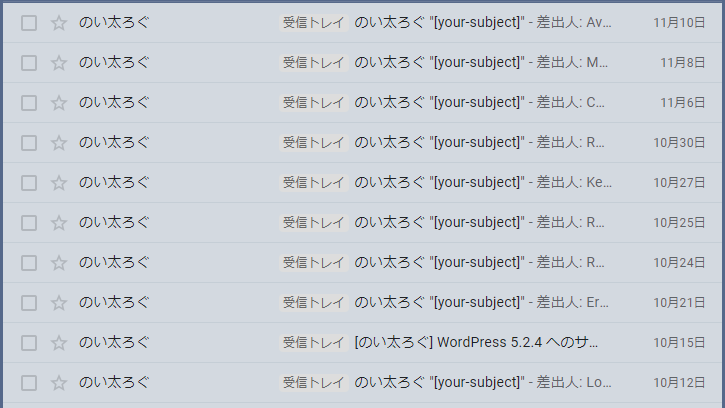 のい太ろぐ 受信トレイ のい太ろぐ "[your-subject]" - 差出人: Av... 11月10日
のい太ろぐ 受信トレイ のい太ろぐ "[your-subject]" - 差出人: M... 11月8日
のい太ろぐ 受信トレイ のい太ろぐ "[your-subject]" - 差出人: C... 11月6日
のい太ろぐ 受信トレイ のい太ろぐ "[your-subject]" - 差出人: R... 10月30日
のい太ろぐ 受信トレイ のい太ろぐ "[your-subject]" - 差出人: Ke... 10月27日
のい太ろぐ 受信トレイ のい太ろぐ "[your-subject]" - 差出人: R... 10月25日
のい太ろぐ 受信トレイ のい太ろぐ "[your-subject]" - 差出人: R... 10月24日
のい太ろぐ 受信トレイ のい太ろぐ "[your-subject]" - 差出人: Er... 10月21日
のい太ろぐ 受信トレイ [のい太ろぐ] WordPress 5.2.4 へのサ... 10月15日
のい太ろぐ 受信トレイ のい太ろぐ "[your-subject]" - 差出人: Lo... 10月12日